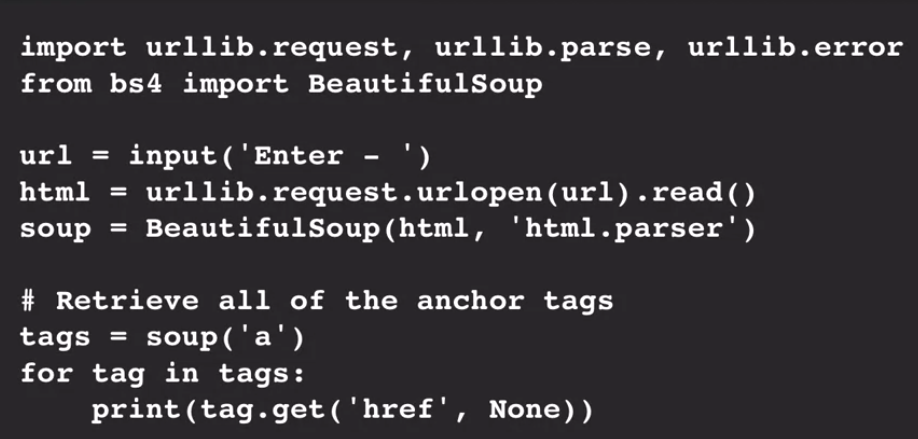 import urllib.request, urllib.parse, urllib.error
from bs4 import BeautifulSoup
url = input('Enter - ')
html = urllib.request.urlopen(url).read()
soup = BeautifulSoup(html, 'html.parser')
# Retrieve all of the anchor tags
tags = soup('a')
for tag in tags:
    print(tag.get('href', None))